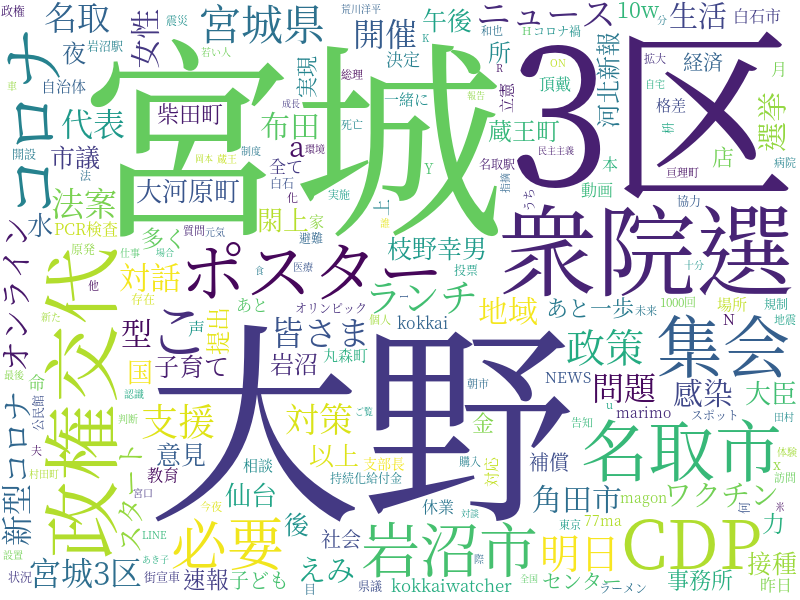 政権
震災
荒川洋平
名取
夜
岩沼駅
若い人
女性
宮城県
和也
K
午後
ニュース
10w
分
生活
白石市
開催
所
Hコロナ禍
拡大
月
コロナ
自治体
実現
決定
総理
立憲
頂戴
ON
経済
車
柴田町
宮城
3区
成長
一緒に
R
河北新報
格差
自宅
選挙
代表
布田
死亡
報告
蔵王町
店
開設
市議
岡本
蔵王
制度
a
環境
民主主義
法
大河原町
全て
Y
名取駅
指摘
本
亘理町
病院
法案
白石
化
実施
うち
動画
協力
PCR検査
水
質問
元気
閖上
家
上
誰
衆院選
オンライン
原発
多く
避難
枝野幸男
十分
仕事
場合
ポスター
他
対話
食
医療
投票
存在
あと
オリンピック
ランチ
地域
あと一歩
未来
1000回
場所
規制
地震
政権交代
新た
こ
提出
声
個人
kokkai
N
型
皆さま
丸森町
政策
集会
最後
国
子育て
岩沼
大野
NEWS
問題
感染
大臣
命
公民館
認識
朝市
u
marimo
スポット
田村
コロナ
判断
支援
対策
金
告知
名取市
体験
夫
意見
以上
支部長
ご覧
購入
対応
補償
x
訪問
村田町
教育
相談
持続化給付金
magon
ワクチン
新型
スタート
宮口
今夜
仙台
休業
角田市
何
米
LINE
後
対談
東京
77ma
力
設置
あき子
必要
社会
岩沼市
明日
CDP
接種
状況
街宣車
えみ
際
全国
宮城3区
速報
子ども
目
県議
kokkaiwatcher
センター
ラーメン
事務所
昨日